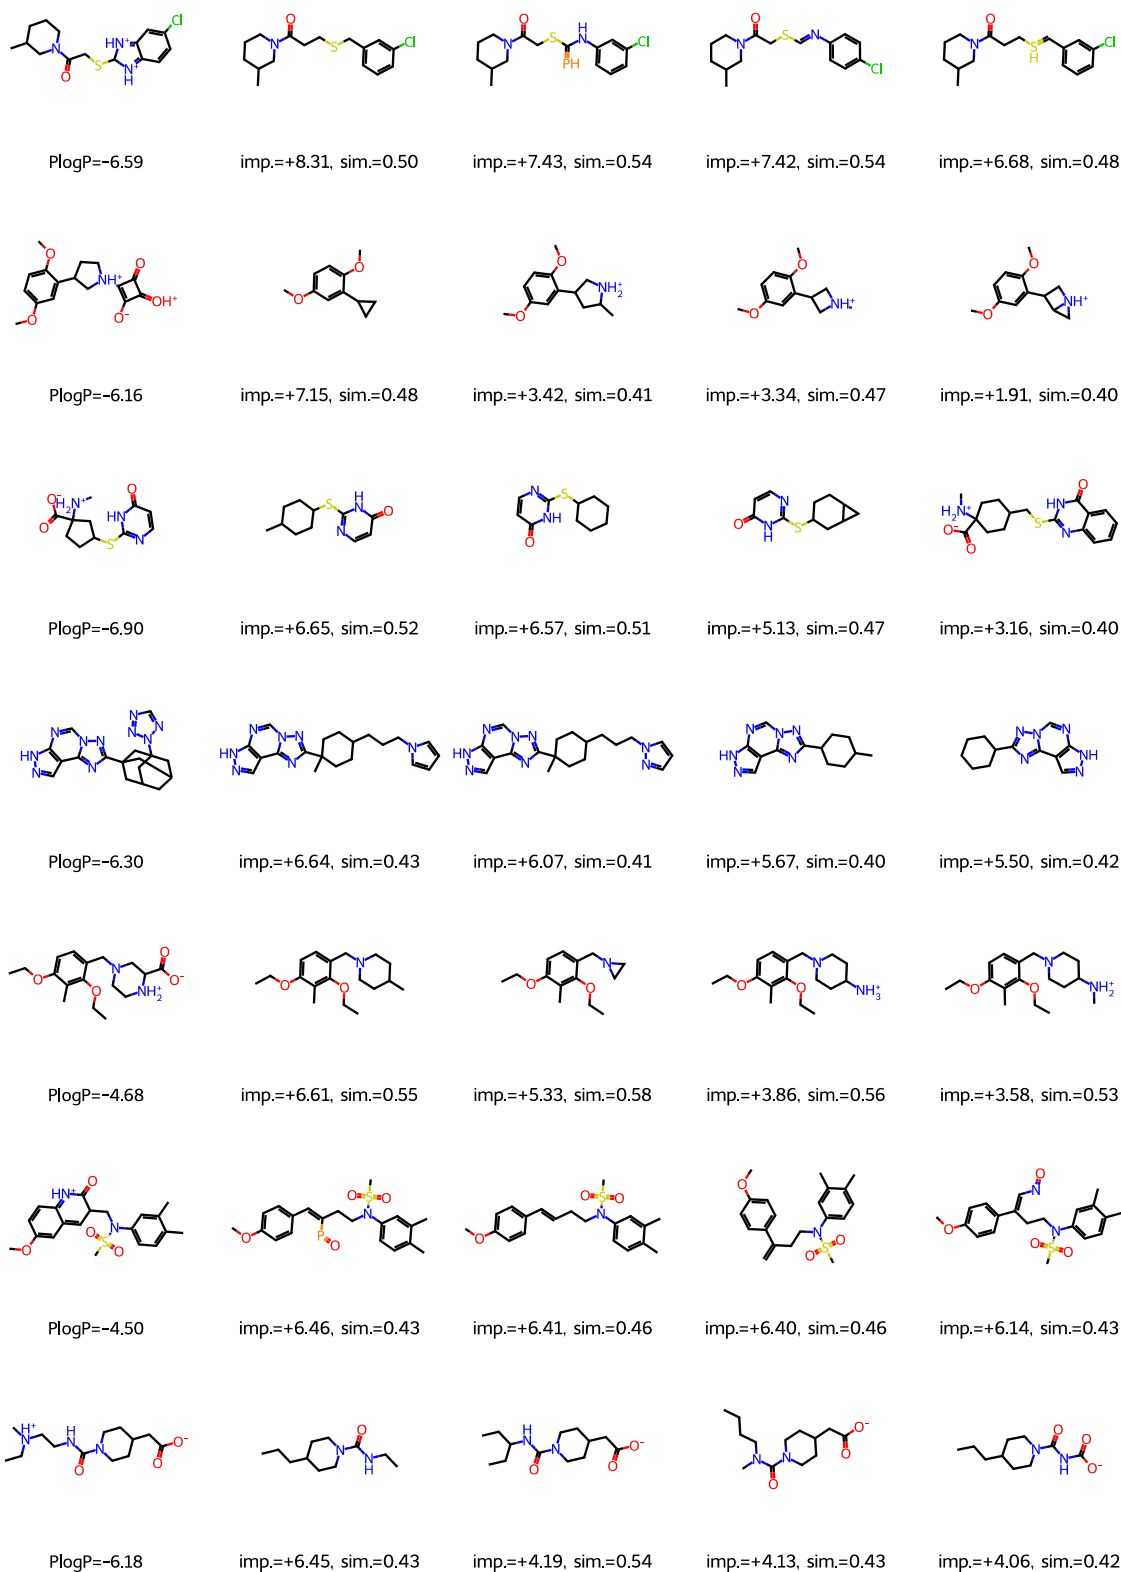 PlogP=−6.59 imp.=+8.31, sim.=0.50 imp.=+7.43, sim.=0.54 imp.=+7.42, sim.=0.54 imp.=+6.68, sim.=0.48
PlogP=−6.16 imp.=+7.15, sim.=0.48 imp.=+3.42, sim.=0.41 imp.=+3.34, sim.=0.47 imp.=+1.91, sim.=0.40
PlogP=−6.90 imp.=+6.65, sim.=0.52 imp.=+6.57, sim.=0.51 imp.=+5.13, sim.=0.47 imp.=+3.16, sim.=0.40
PlogP=−6.30 imp.=+6.64, sim.=0.43 imp.=+6.07, sim.=0.41 imp.=+5.67, sim.=0.40 imp.=+5.50, sim.=0.42
PlogP=−4.68 imp.=+6.61, sim.=0.55 imp.=+5.33, sim.=0.58 imp.=+3.86, sim.=0.56 imp.=+3.58, sim.=0.53
PlogP=−4.50 imp.=+6.46, sim.=0.43 imp.=+6.41, sim.=0.46 imp.=+6.40, sim.=0.46 imp.=+6.14, sim.=0.43
PlogP=−6.18 imp.=+6.45, sim.=0.43 imp.=+4.19, sim.=0.54 imp.=+4.13, sim.=0.43 imp.=+4.06, sim.=0.42